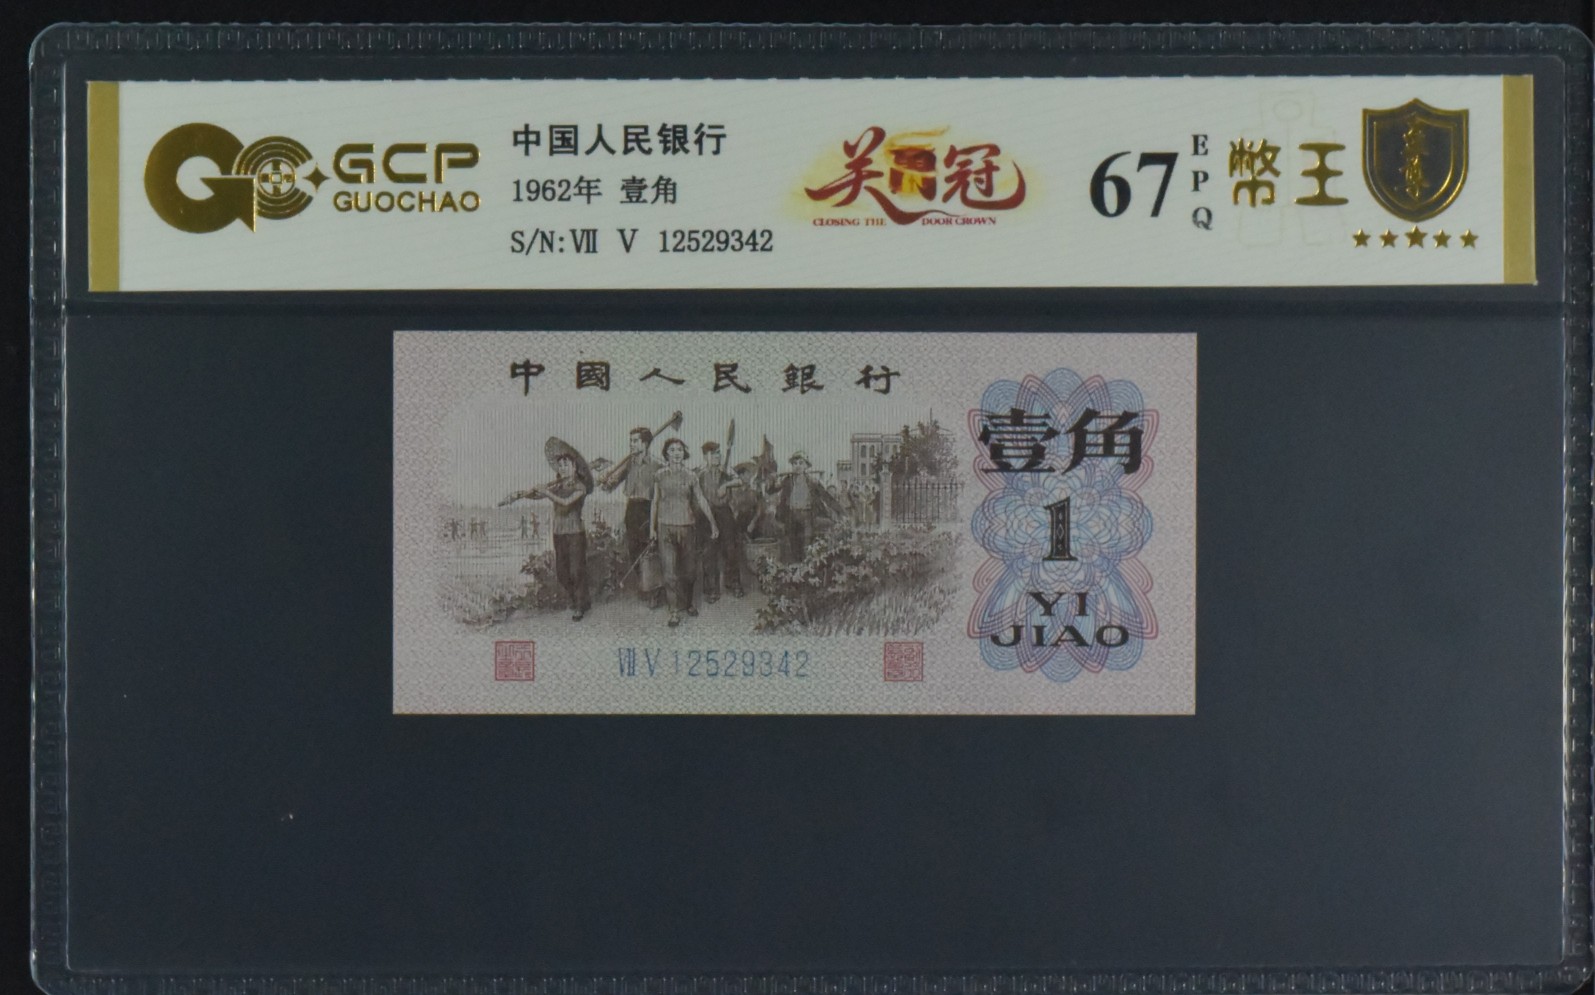 GCP
GUOCHAO
中国人民银行
1962年 壹角
S/N:Ⅶ V 12529342
关门冠
CLOSING THE DOOR CROWN
67
EPQ
幣王
中國人民銀行
壹角
1
YI
JIAO
Ⅶ V 12529342